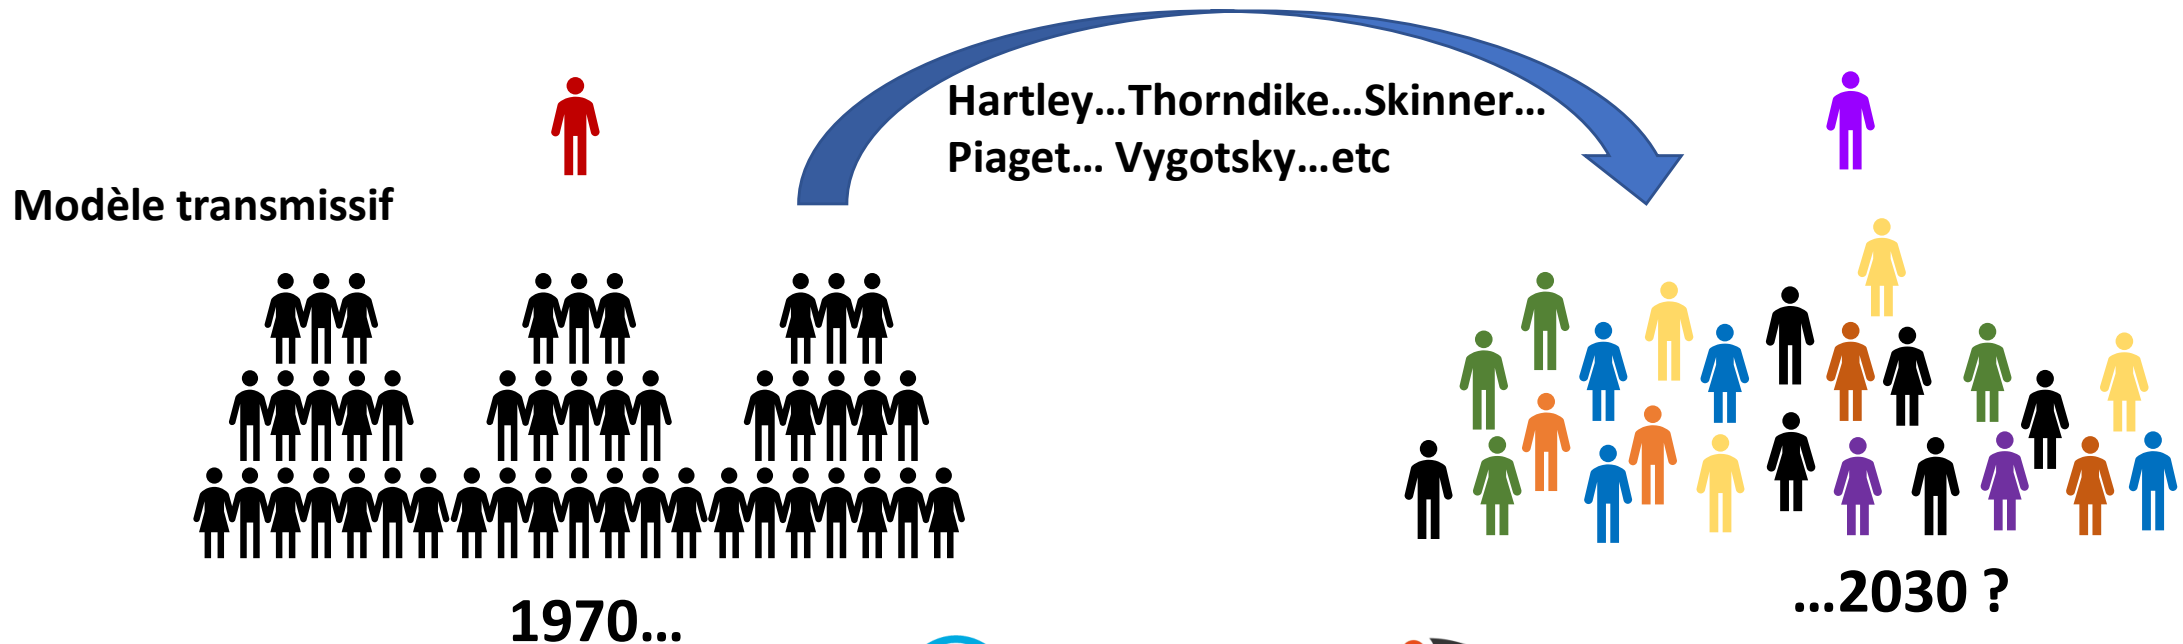 Hartley…Thorndike…Skinner…
Piaget… Vygotsky…etc
Modèle transmissif
1970…
…2030 ?